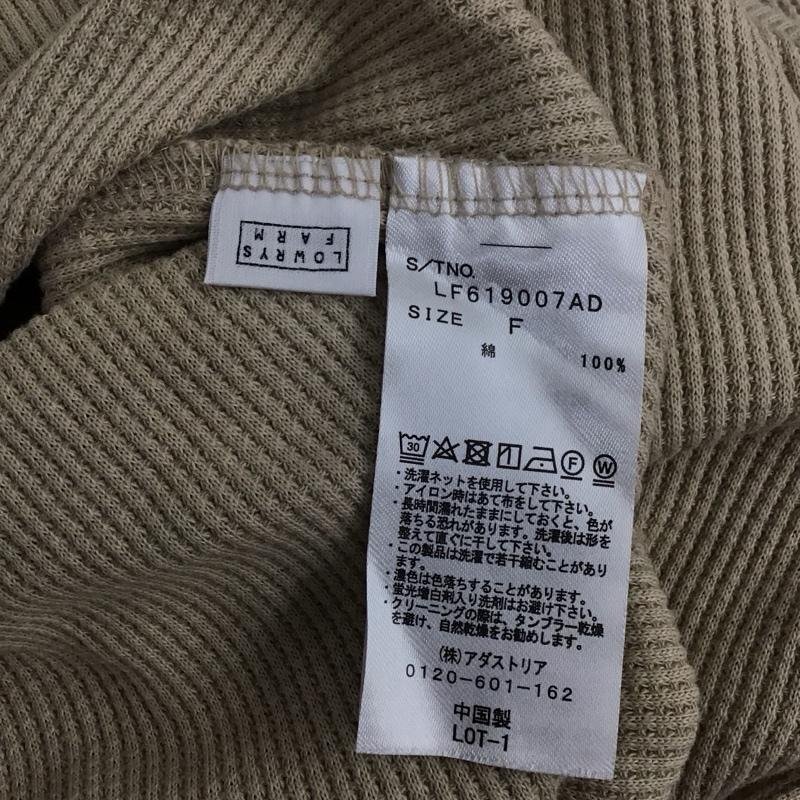 LOWRYS
FARM
S/TNO.
LF619007AD
SIZE F
綿 100%
30
F
W
・洗濯ネットを使用して下さい。
・アイロン時はあて布をして下さい。
・長時間濡れたままにしておくと、色が
落ちる恐れがあります。洗濯後は形を
整えて直ぐに干して下さい。
・この製品は洗濯で若干縮むことがあり
ます。
・濃色は色落ちすることがあります。
・蛍光増白剤入り洗剤はお避け下さい。
・クリーニングの際は、タンブラー乾燥
を避け、自然乾燥をお勧めします。
(株)アダストリア
0120-601-162
中国製
LOT-1